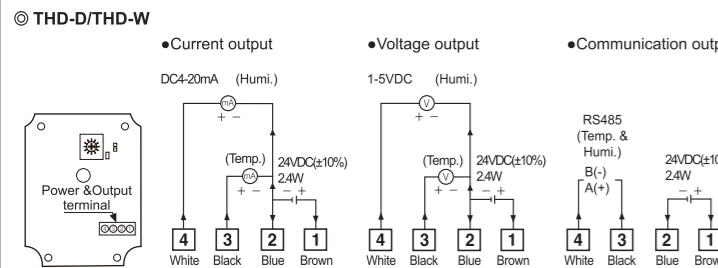 ◎ THD-D/THD-W
●Current output
DC4-20mA (Humi.)
mA
+ −
(Temp.)
mA
+ −
24VDC(±10%)
2.4W
− +
4 3 2 1
White Black Blue Brown
●Voltage output
1-5VDC (Humi.)
V
+ −
(Temp.)
V
+ −
24VDC(±10%)
2.4W
− +
4 3 2 1
White Black Blue Brown
●Communication outp
RS485
(Temp. &
Humi.)
B(-)
A(+)
24VDC(±10
2.4W
− +
4 3 2 1
White Black Blue Brow
Power &Output
terminal